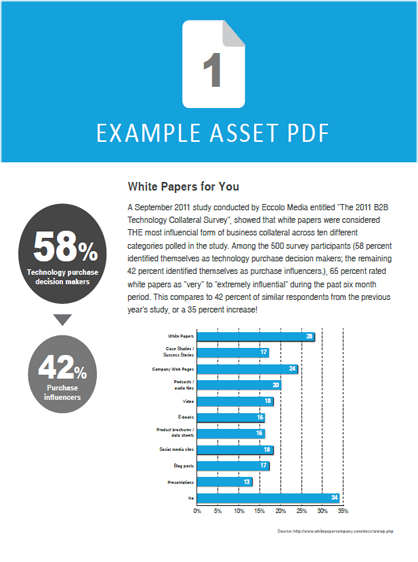 1
EXAMPLE ASSET PDF
White Papers for You
A September 2011 study conducted by Eccolo Media entitled "The 2011 B2B
Technology Collateral Survey", showed that white papers were considered
THE most influencial form of business collateral across ten different
categories polled in the study. Among the 500 survey participants (58 percent
identified themselves as technology purchase decision makers; the remaining
42 percent identified themselves as purchase influencers.), 65 percent rated
white papers as "very" to "extremely influential" during the past six month
period. This compares to 42 percent of similar respondents from the previous
year's study, or a 35 percent increase!
58%
Technology purchase
decision makers
42%
Purchase
influencers
White Papers 28
Case Studies /
Success Stories 17
Company Web Pages 24
Podcasts /
audio files 20
Video 18
E-books 16
Product brochures /
data sheets 16
Social media sites 18
Blog posts 17
Presentations 13
No 34
0% 5% 10% 15% 20% 25% 30% 35%
Source: